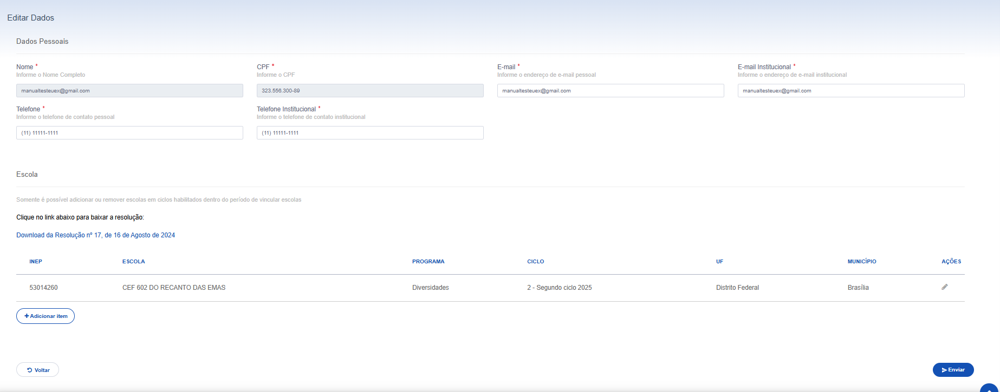 Editar Dados
Dados Pessoais
Nome *
Informe o Nome Completo
manualtesteuex@gmail.com
CPF *
Informe o CPF
323.556.300-89
E-mail *
Informe o endereço de e-mail pessoal
manualtesteuex@gmail.com
E-mail Institucional *
Informe o endereço de e-mail institucional
manualtesteuex@gmail.com
Telefone *
Informe o telefone de contato pessoal
(11) 11111-1111
Telefone Institucional *
Informe o telefone de contato institucional
(11) 11111-1111
Escola
Somente é possível adicionar ou remover escolas em ciclos habilitados dentro do período de vincular escolas
Clique no link abaixo para baixar a resolução:
Download da Resolução nº 17, de 16 de Agosto de 2024
INEP ESCOLA PROGRAMA CICLO UF MUNICÍPIO AÇÕES
53014260 CEF 602 DO RECANTO DAS EMAS Diversidades 2 - Segundo ciclo 2025 Distrito Federal Brasília
+ Adicionar item
Voltar
Enviar